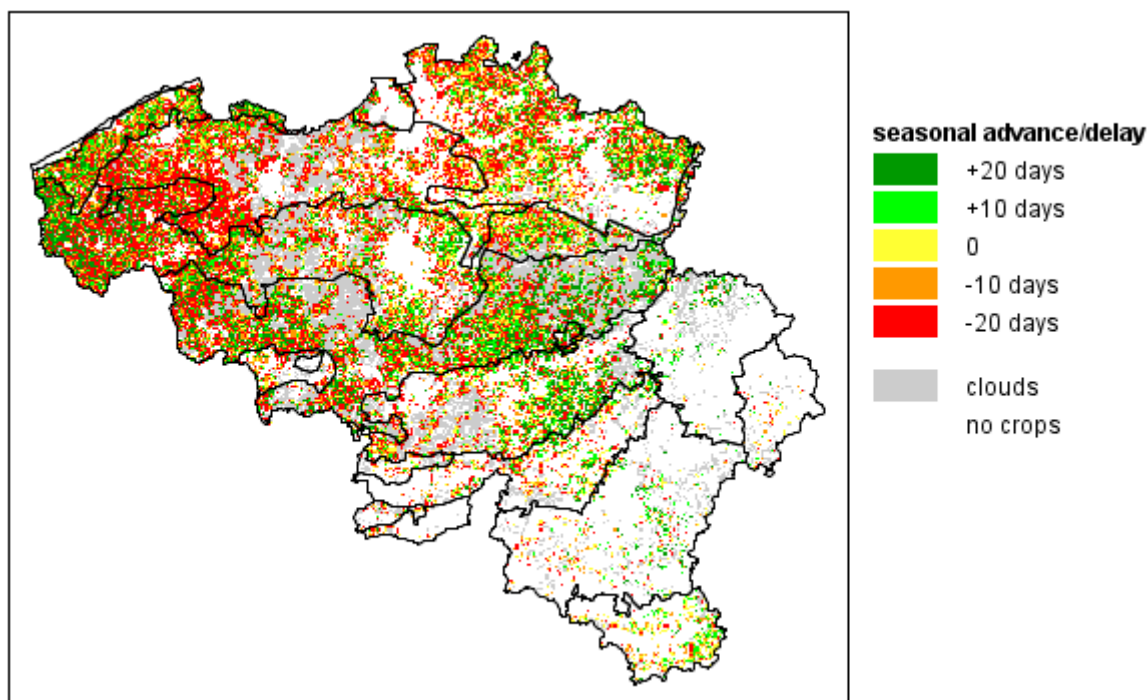 seasonal advance/delay
+20 days
+10 days
0
-10 days
-20 days
clouds
no crops